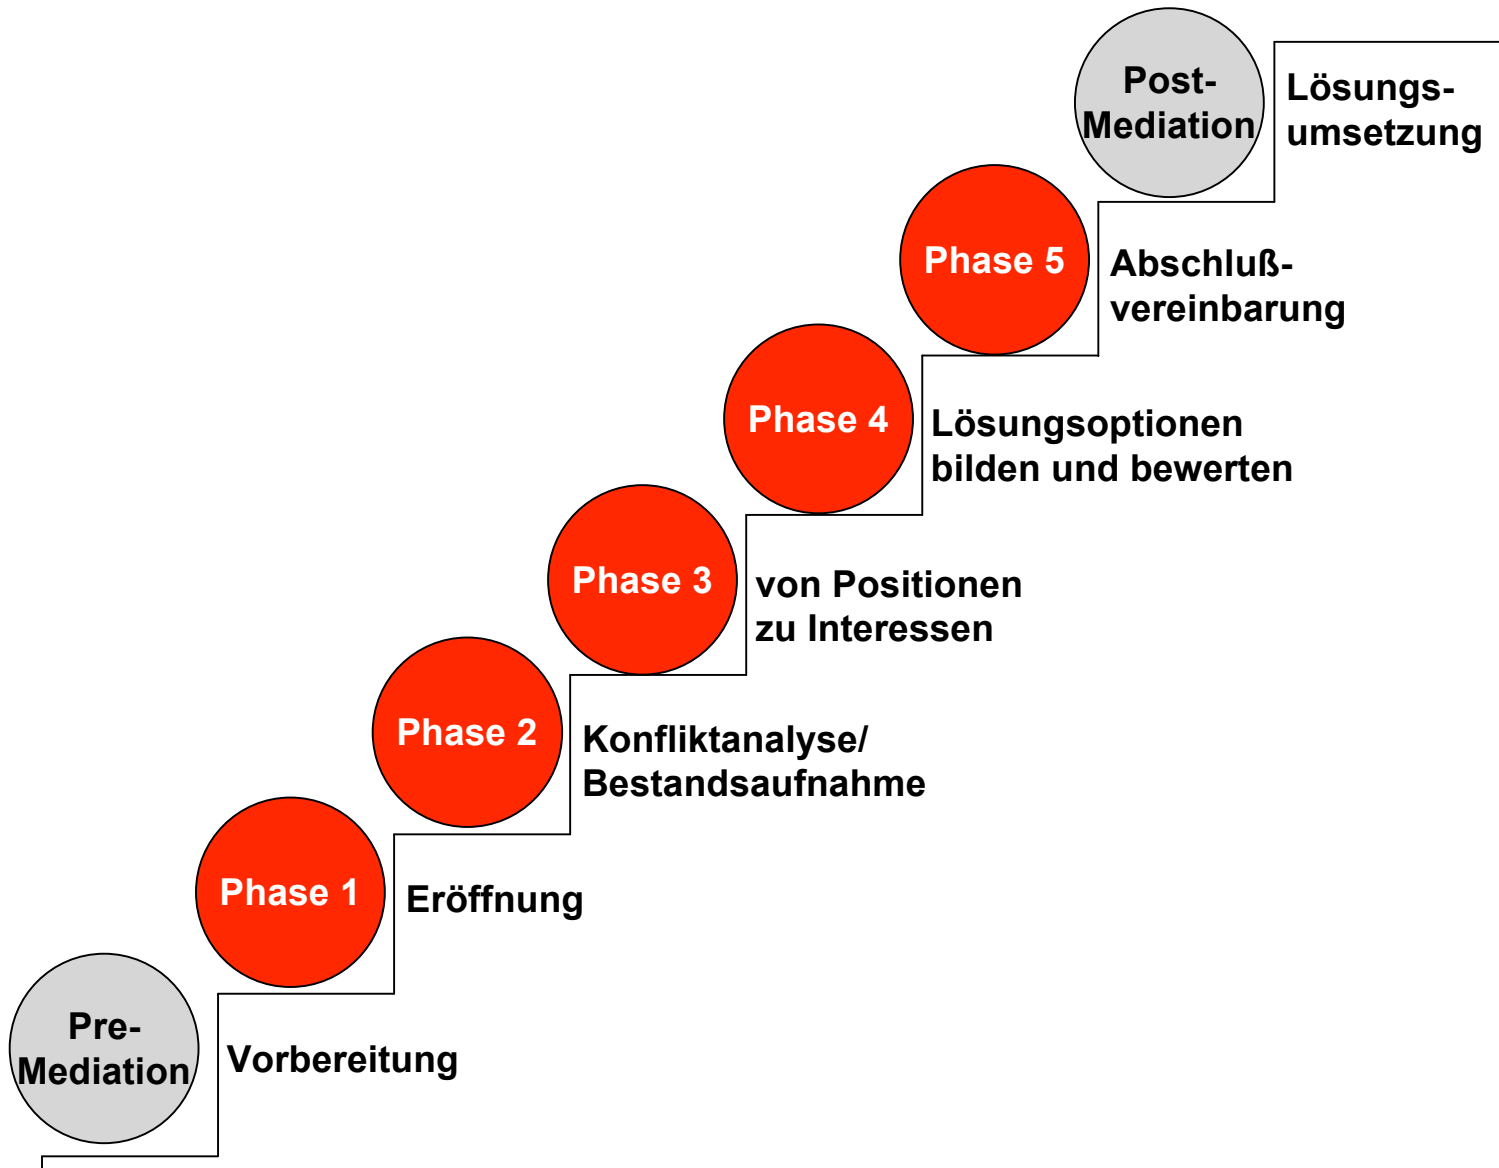 Post-
Mediation
Lösungs-
umsetzung
Phase 5
Abschluß-
vereinbarung
Phase 4
Lösungsoptionen
bilden und bewerten
Phase 3
von Positionen
zu Interessen
Phase 2
Konfliktanalyse/
Bestandsaufnahme
Phase 1
Eröffnung
Pre-
Mediation
Vorbereitung